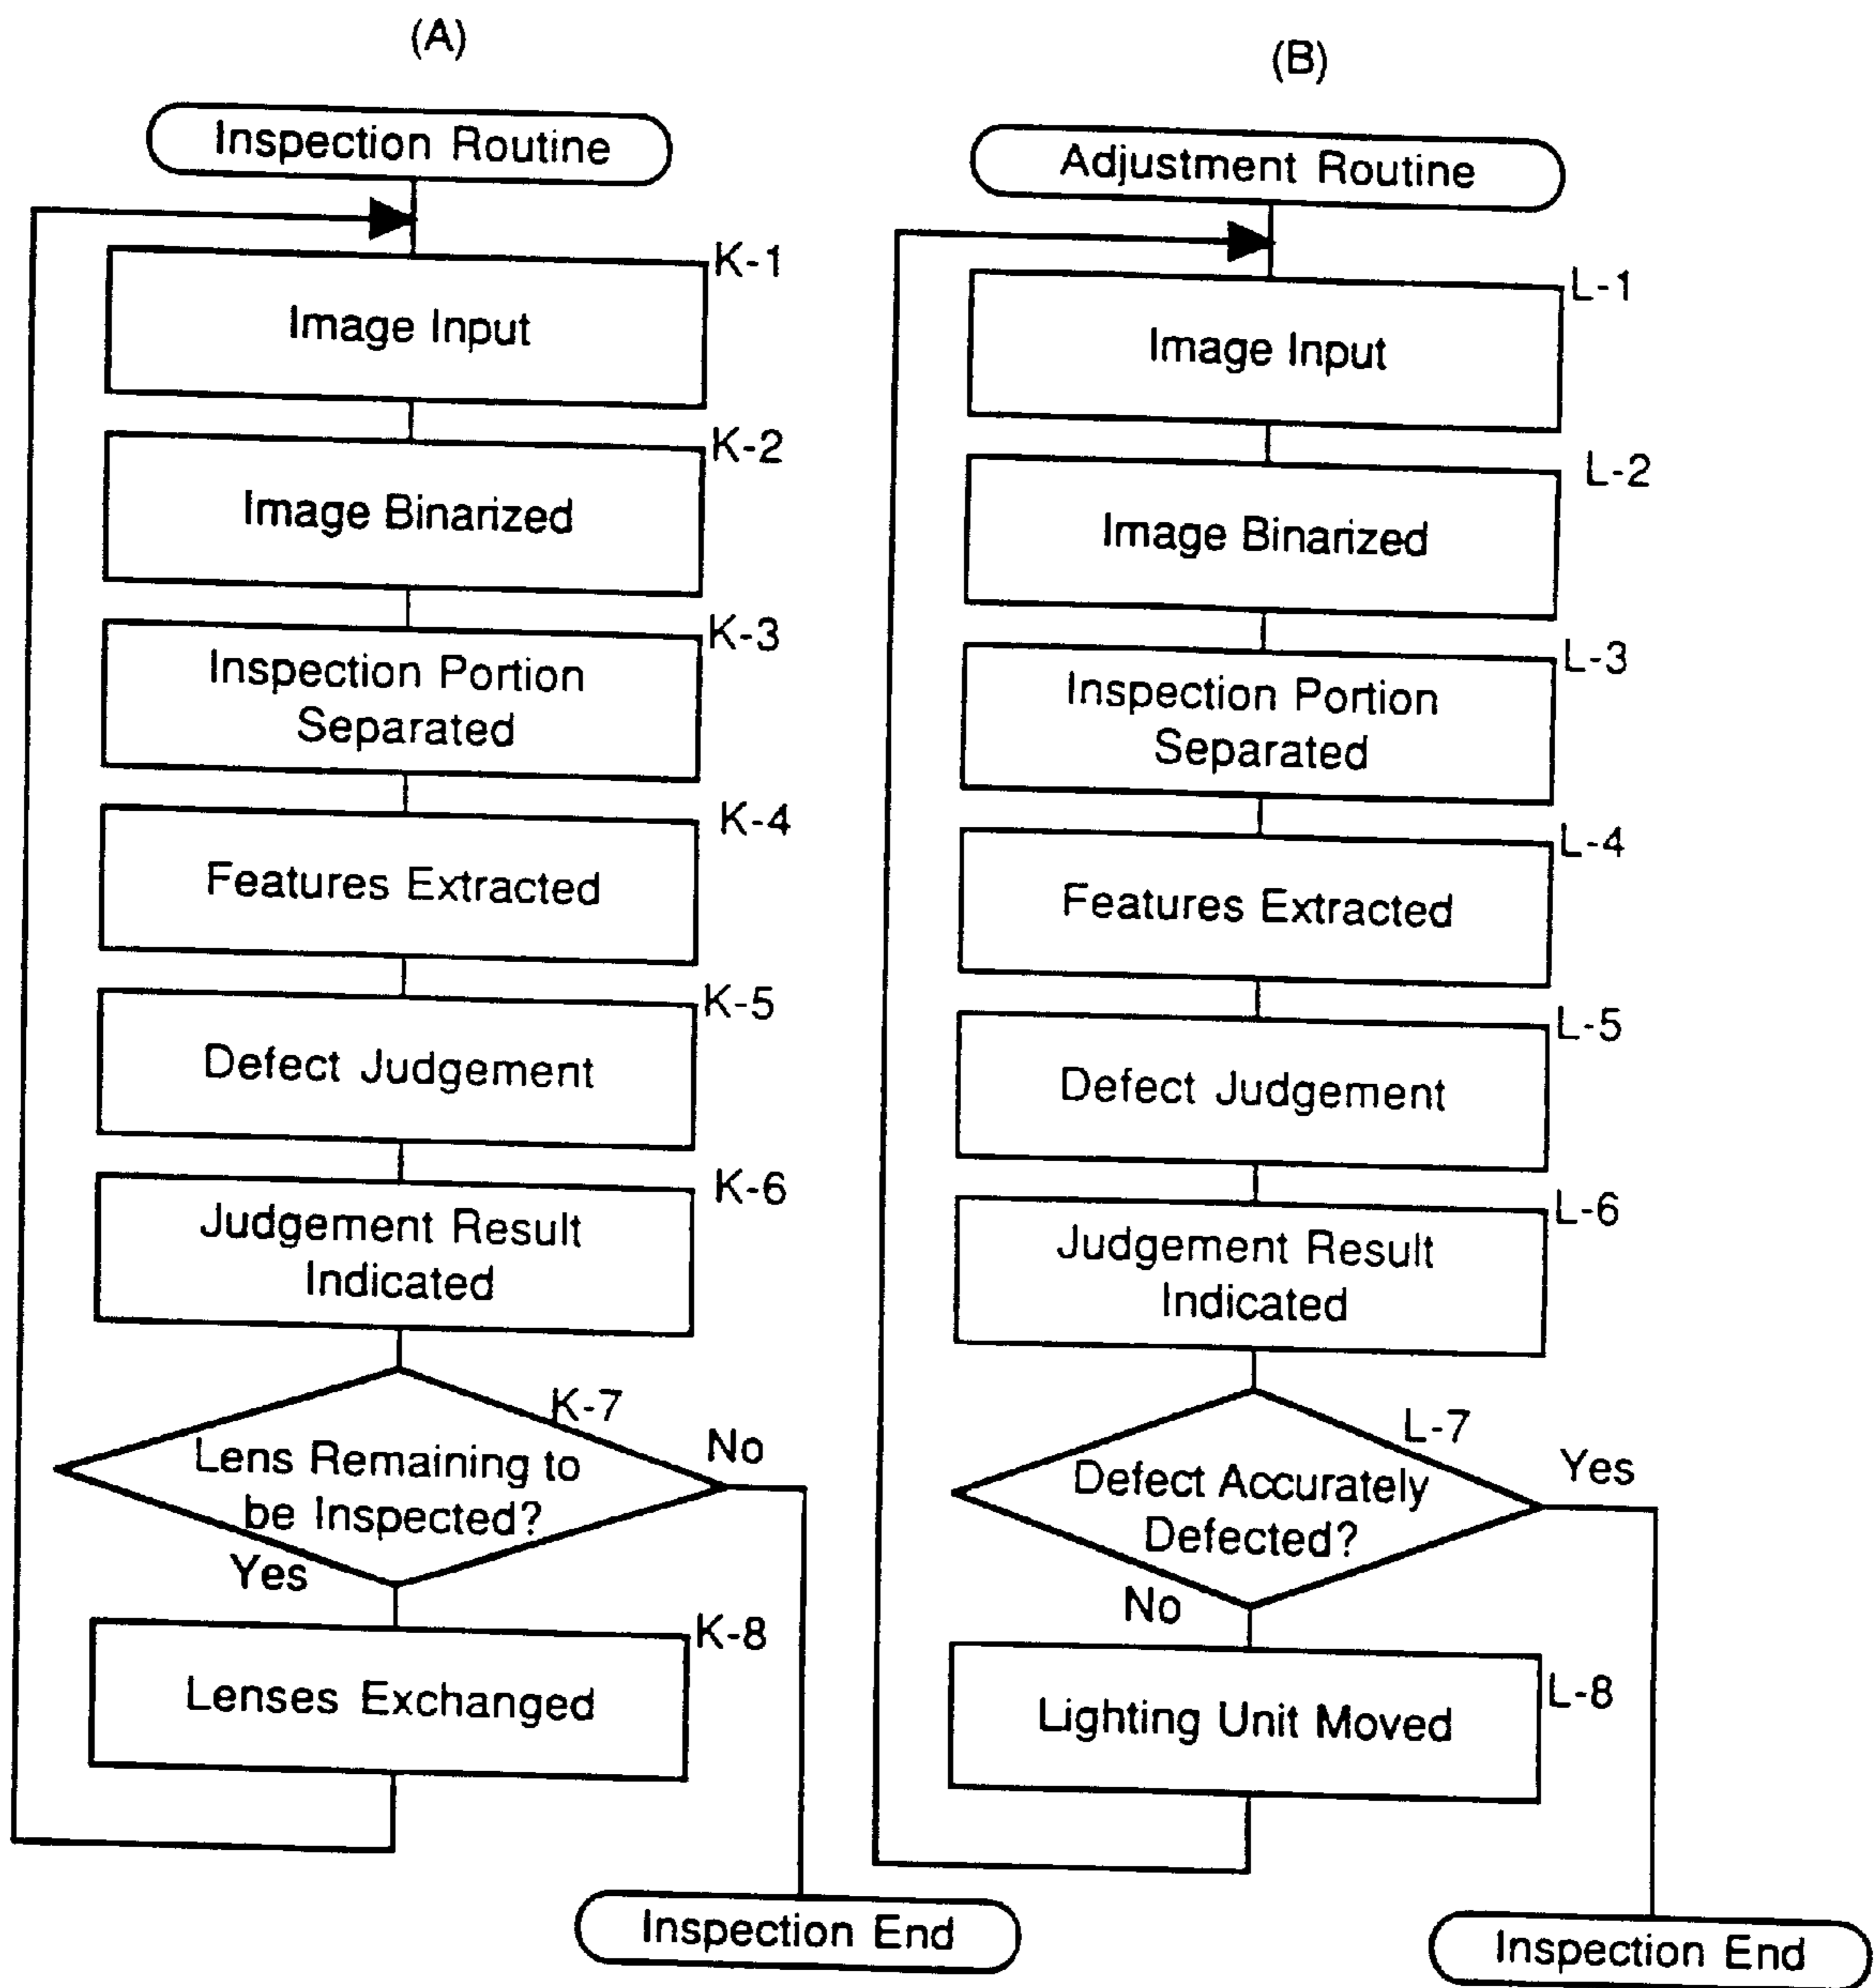 (A)
Inspection Routine
K-1
Image Input
K-2
Image Binarized
K-3
Inspection Portion
Separated
K-4
Features Extracted
K-5
Defect Judgement
K-6
Judgement Result
Indicated
K-7
Lens Remaining to
be Inspected?
No
Yes
K-8
Lenses Exchanged
Inspection End
(B)
Adjustment Routine
L-1
Image Input
L-2
Image Binarized
L-3
Inspection Portion
Separated
L-4
Features Extracted
L-5
Defect Judgement
L-6
Judgement Result
Indicated
L-7
Defect Accurately
Defected?
Yes
No
L-8
Lighting Unit Moved
Inspection End